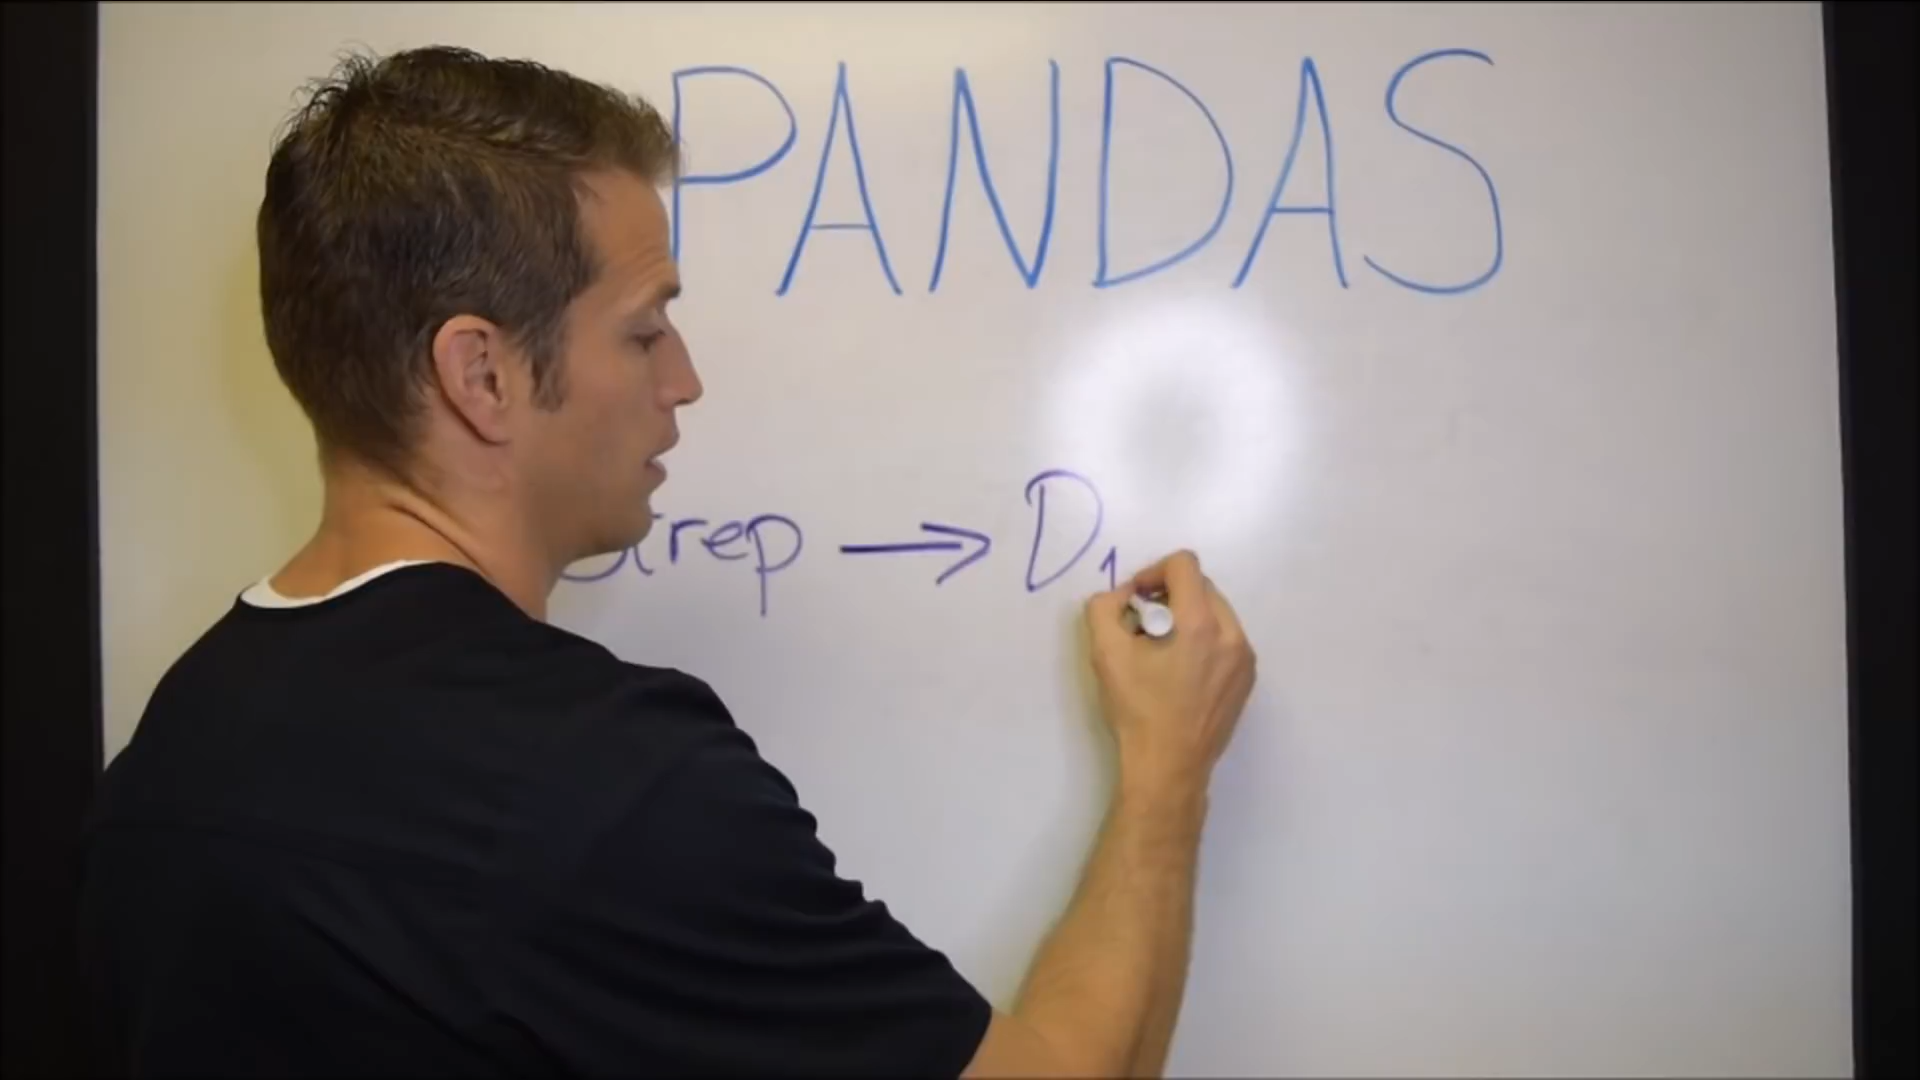 PANDAS
Strep → D1